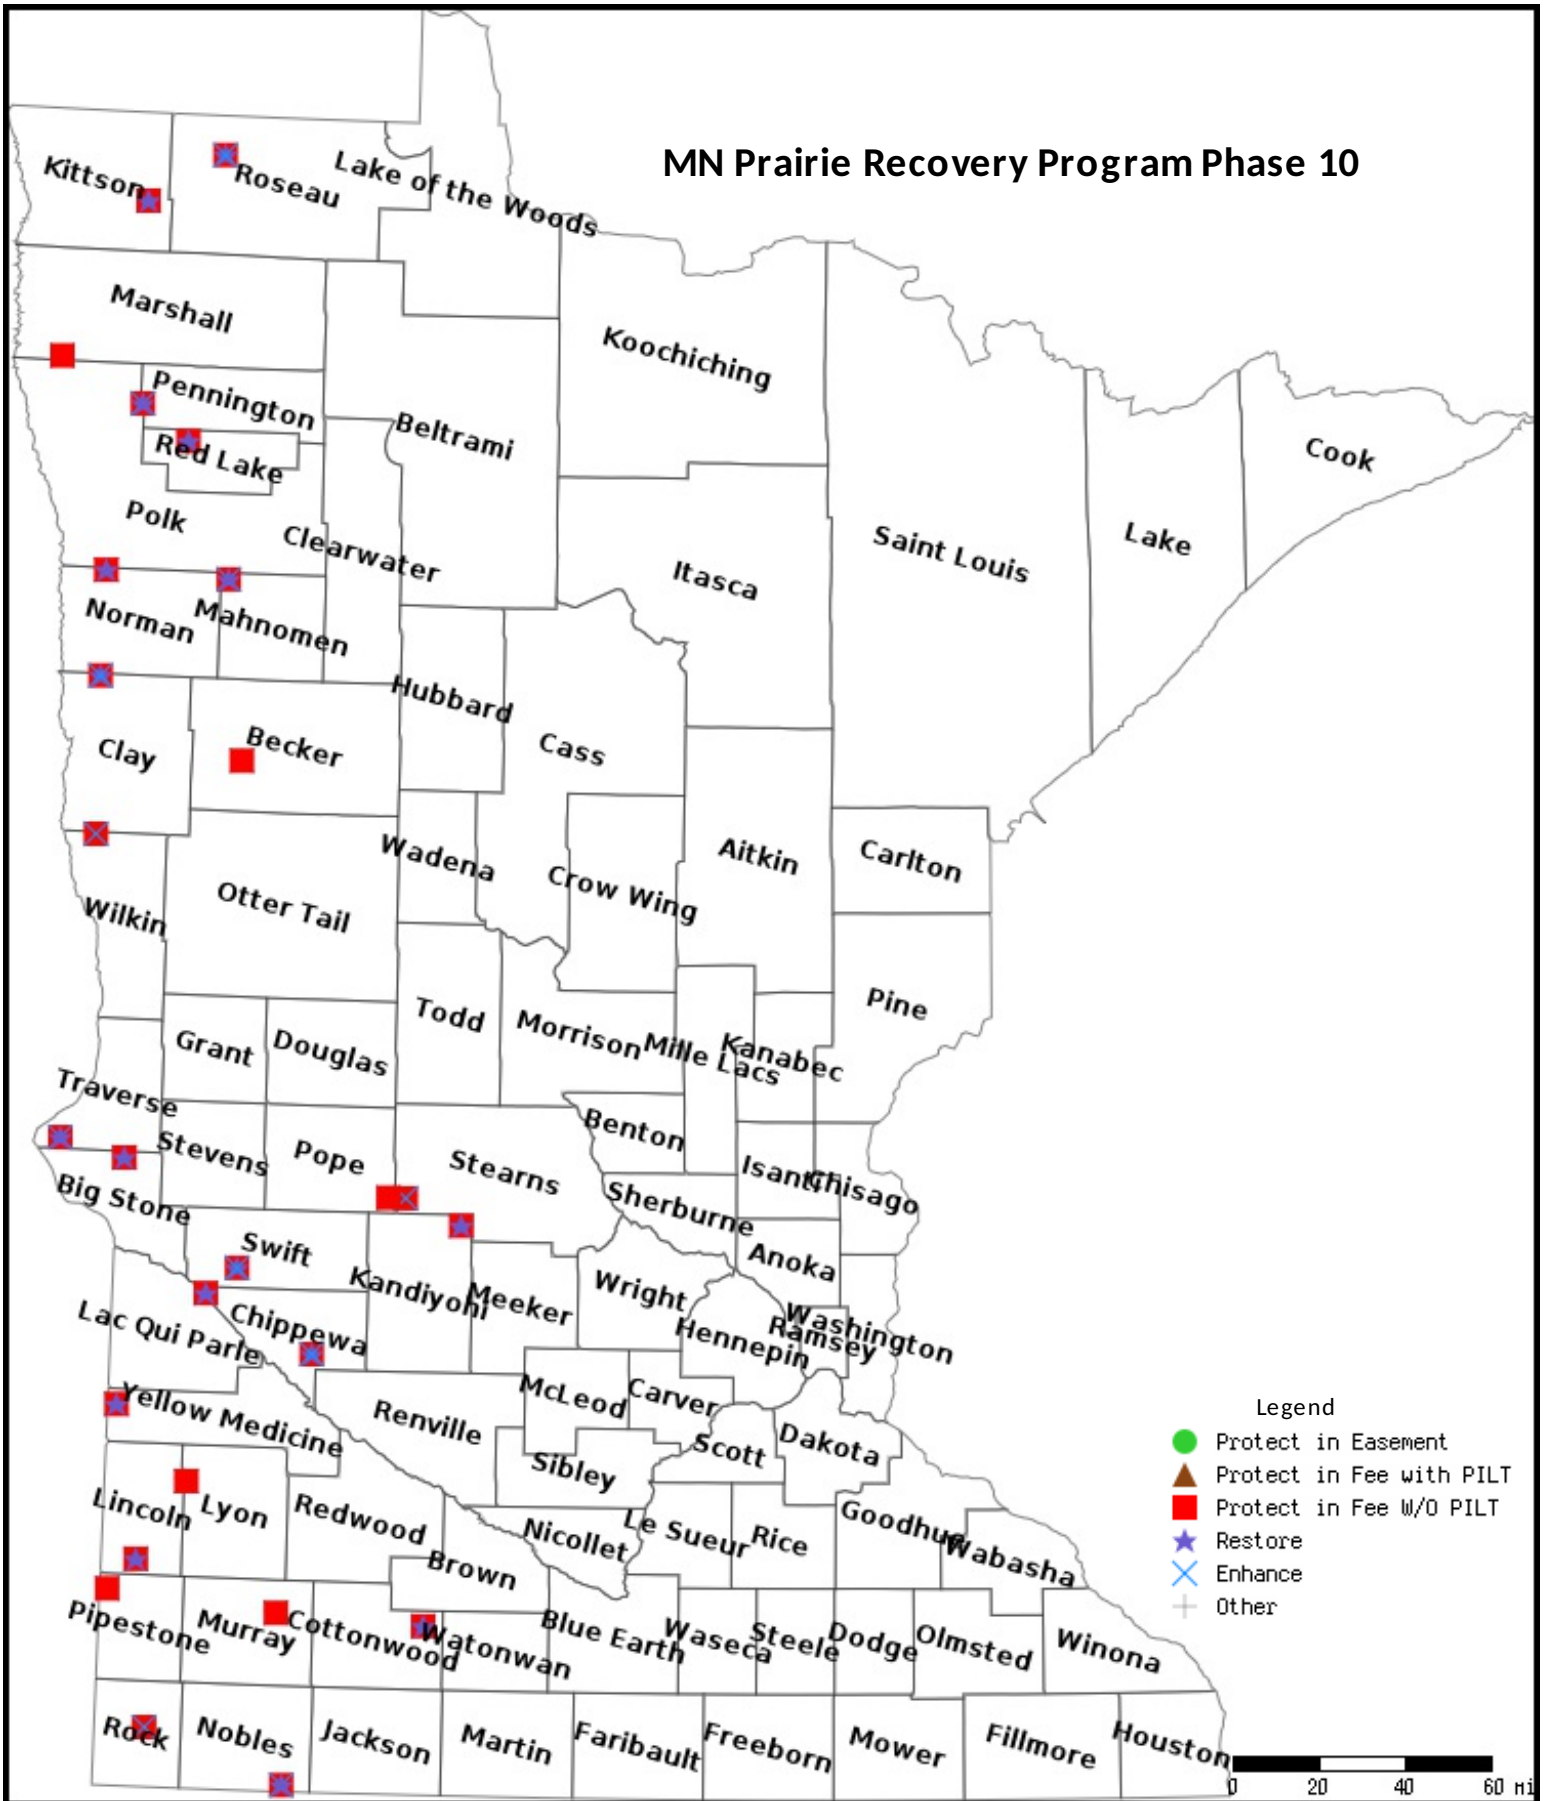 MN Prairie Recovery Program Phase 10
Kittson
Roseau
Lake of the Woods
Marshall
Koochiching
Pennington
Beltrami
Red Lake
Cook
Polk
Clearwater
Saint Louis
Lake
Itasca
Norman
Mahnomen
Hubbard
Cass
Clay
Becker
Wadena
Crow Wing
Aitkin
Carlton
Wilkin
Otter Tail
Todd
Morrison
Mille Lacs
Kanabec
Pine
Grant
Douglas
Traverse
Stevens
Pope
Stearns
Benton
Isanti
Chisago
Big Stone
Sherburne
Swift
Anoka
Kandiyohi
Meeker
Wright
Lac Qui Parle
Chippewa
Hennepin
Ramsey
Washington
Yellow Medicine
Renville
McLeod
Carver
Scott
Dakota
Legend
Protect in Easement
Protect in Fee with PILT
Protect in Fee W/O PILT
Restore
Enhance
Other
Sibley
Lincoln
Lyon
Redwood
Nicollet
Le Sueur
Rice
Goodhue
Wabasha
Brown
Pipestone
Murray
Cottonwood
Watonwan
Blue Earth
Waseca
Steele
Dodge
Olmsted
Winona
Rock
Nobles
Jackson
Martin
Faribault
Freeborn
Mower
Fillmore
Houston
0 20 40 60 mi